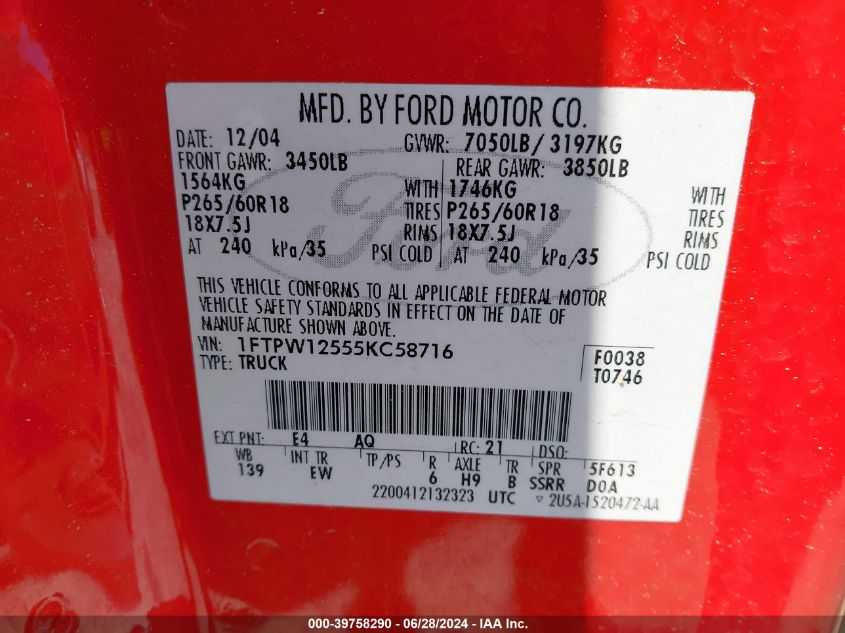 MFD. BY FORD MOTOR CO.
DATE: 12/04 GVWR: 7050LB/ 3197KG
FRONT GAWR: 3450LB REAR GAWR: 3850LB
1564KG WITH 1746KG WITH
P265/60R18 TIRES P265/60R18 TIRES
18X7.5J RIMS 18X7.5J RIMS
AT 240 kPa/35 PSI COLD AT 240 kPa/35 PSI COLD
Ford
THIS VEHICLE CONFORMS TO ALL APPLICABLE FEDERAL MOTOR
VEHICLE SAFETY STANDARDS IN EFFECT ON THE DATE OF
MANUFACTURE SHOWN ABOVE.
VIN: 1FTPW12555KC58716 F0038
TYPE: TRUCK T0746
EXT PNT: E4 AQ RC: 21 DSO:
WB INT TR TP/PS R AXLE TR SPR 5F613
139 EW 6 H9 B SSRR DOA
2200412132323 UTC ▽ 2U5A-1520472-AA
000-39758290 - 06/28/2024 - IAA Inc.